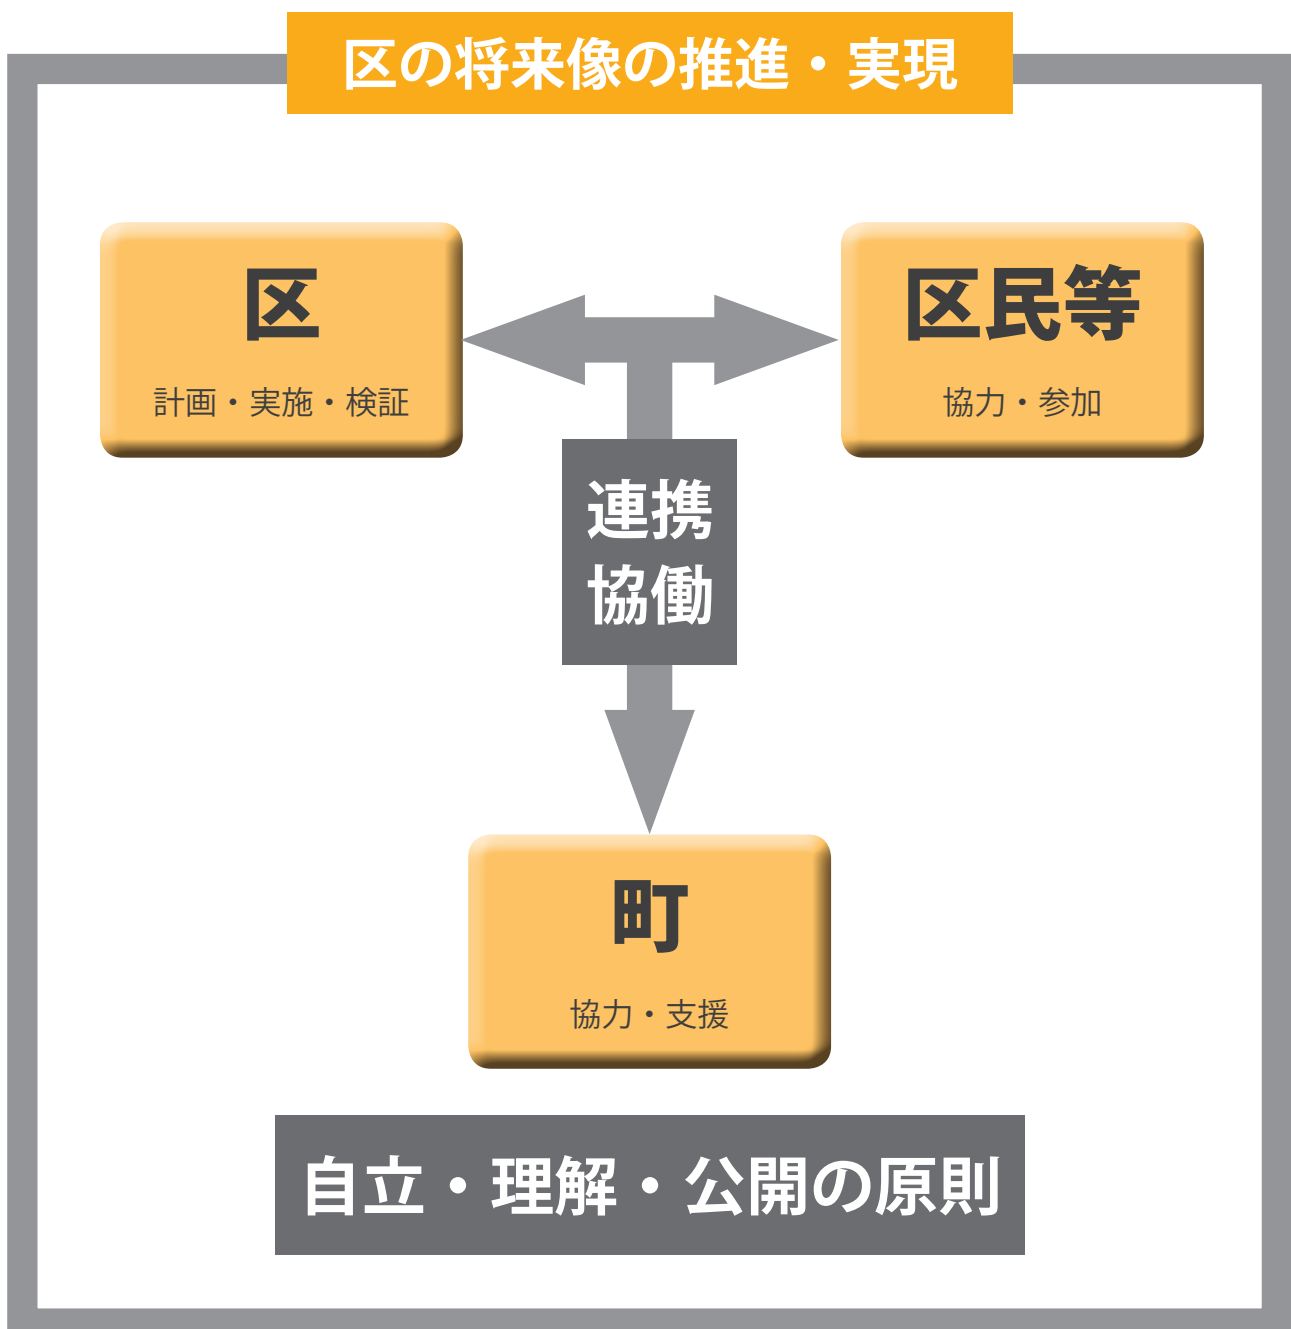 区の将来像の推進・実現
区
計画・実施・検証
区民等
協力・参加
連携
協働
町
協力・支援
自立・理解・公開の原則